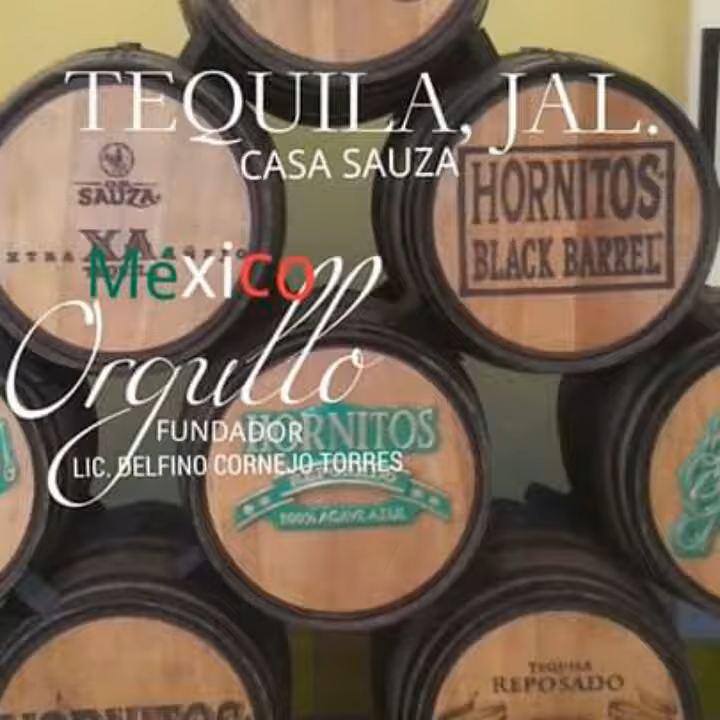 TEQUILA, JAL.
CASA SAUZA
SAUZA
XA
HORNITOS
BLACK BARREL
México
Orgullo
FUNDADOR
LIC. DELFINO CORNEJO TORRES
HORNITOS
100% AGAVE AZUL
TEQUILA
REPOSADO
HORNITOS